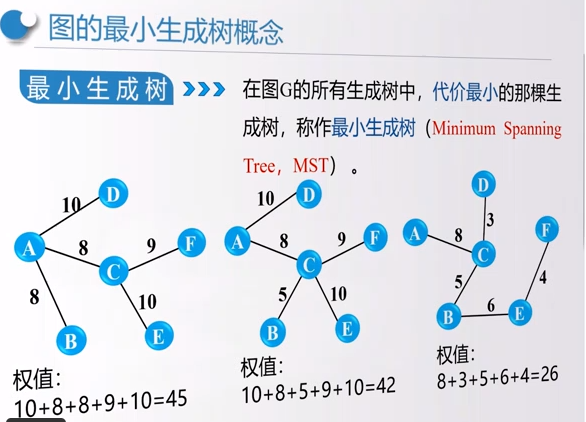 图的最小生成树概念
最小生成树
在图G的所有生成树中，代价最小的那棵生
成树，称作最小生成树（Minimum Spanning
Tree，MST）。
D
10
A
8
9
F
C
8
10
B
E
权值：
10+8+8+9+10=45
D
10
A
8
9
F
C
5
10
B
E
权值：
10+8+5+9+10=42
D
3
A
8
F
C
5
4
B
6
E
权值：
8+3+5+6+4=26